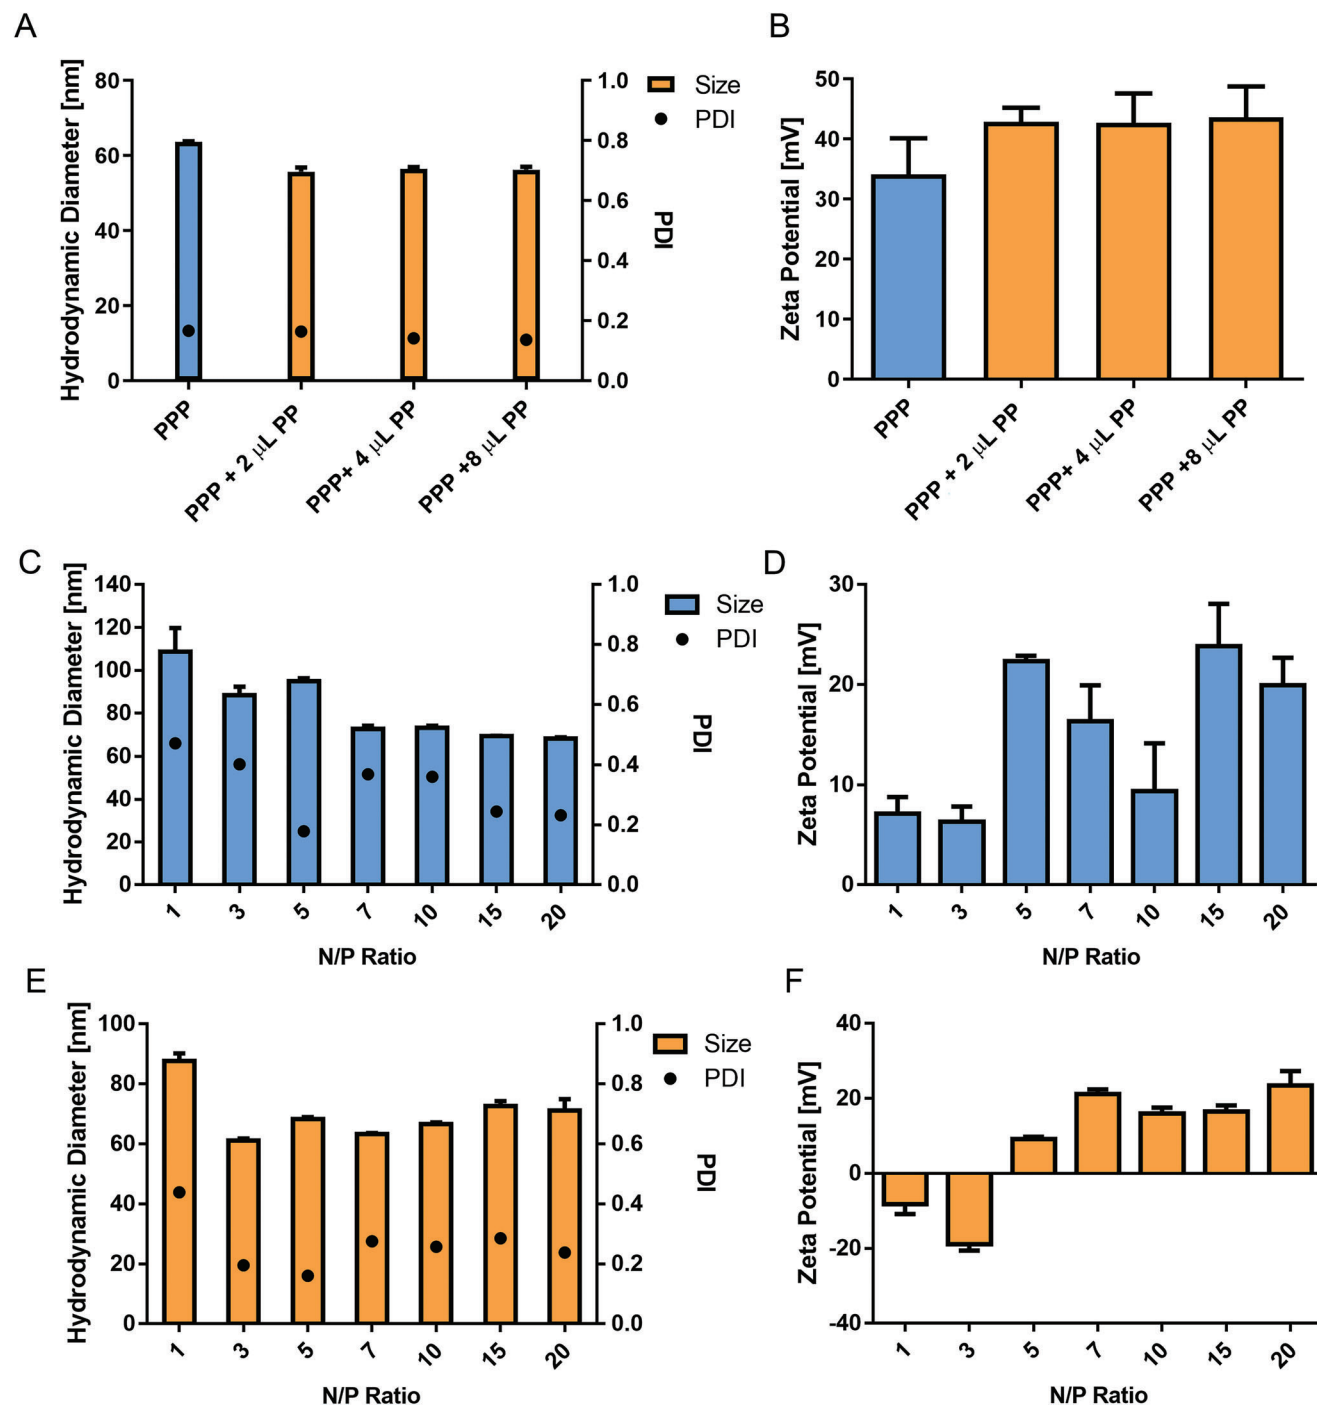 A
Hydrodynamic Diameter [nm]
80
60
40
20
0
1.0
0.8
0.6
0.4
0.2
0.0
PDI
Size
PDI
PPP
PPP + 2 μL PP
PPP+ 4 μL PP
PPP +8 μL PP
B
Zeta Potential [mV]
50
40
30
20
10
0
PPP
PPP + 2 μL PP
PPP+ 4 μL PP
PPP +8 μL PP
C
Hydrodynamic Diameter [nm]
140
120
100
80
60
40
20
0
1.0
0.8
0.6
0.4
0.2
0.0
PDI
Size
PDI
1 3 5 7 10 15 20
N/P Ratio
D
Zeta Potential [mV]
30
20
10
0
1 3 5 7 10 15 20
N/P Ratio
E
Hydrodynamic Diameter [nm]
100
80
60
40
20
0
1.0
0.8
0.6
0.4
0.2
0.0
PDI
Size
PDI
1 3 5 7 10 15 20
N/P Ratio
F
Zeta Potential [mV]
40
20
0
-20
-40
1 3 5 7 10 15 20
N/P Ratio